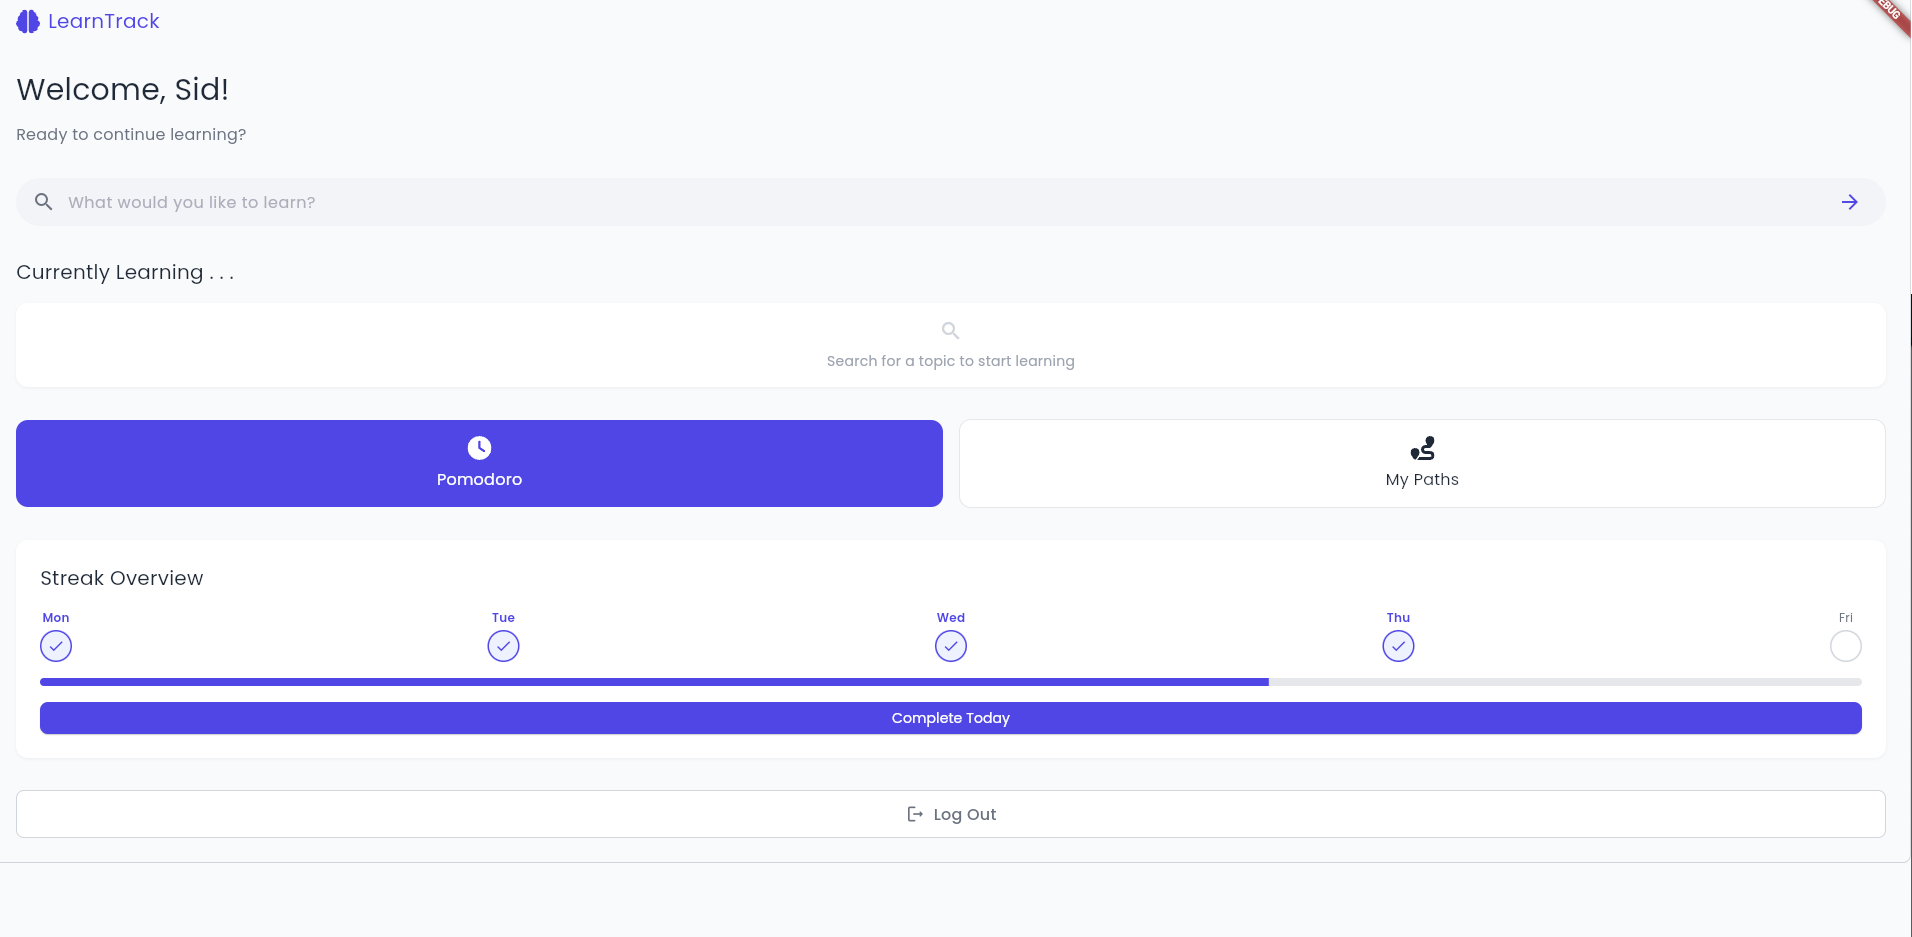 LearnTrack
EBUG
Welcome, Sid!
Ready to continue learning?
What would you like to learn?
Currently Learning . . .
Search for a topic to start learning
Pomodoro
My Paths
Streak Overview
Mon Tue Wed Thu Fri
Complete Today
Log Out